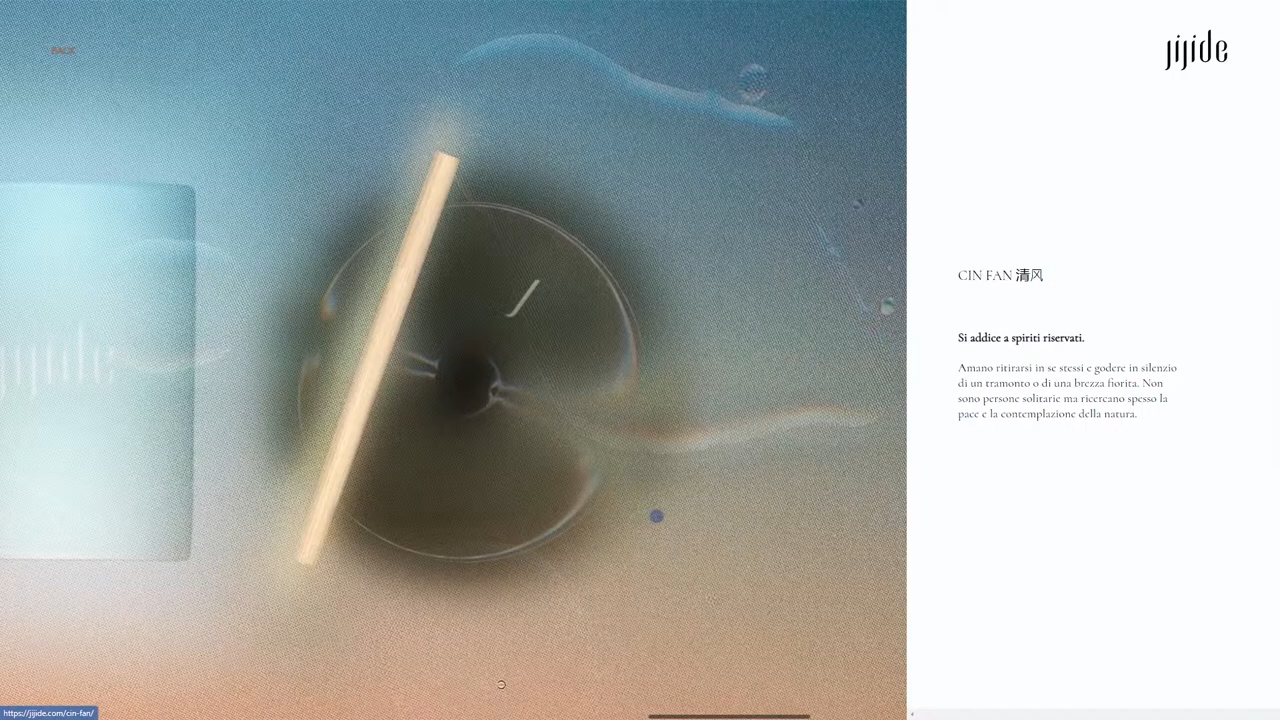 BACK
jijide
CIN FAN 清风
Si addice a spiriti riservati.
Amano ritirarsi in se stessi e godere in silenzio
di un tramonto o di una brezza fiorita. Non
sono persone solitarie ma ricercano spesso la
pace e la contemplazione della natura.
https://jijide.com/cin-fan/